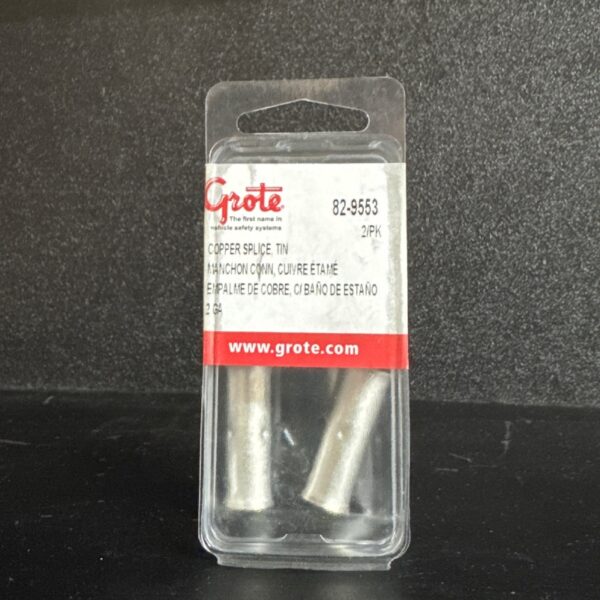 Grote
The first name in
vehicle safety systems
82-9553
2/PK
COPPER SPLICE, TIN
MANCHON CONN, CUIVRE ÉTAMÉ
EMPALME DE COBRE, C/ BAÑO DE ESTAÑO
2 GA
www.grote.com